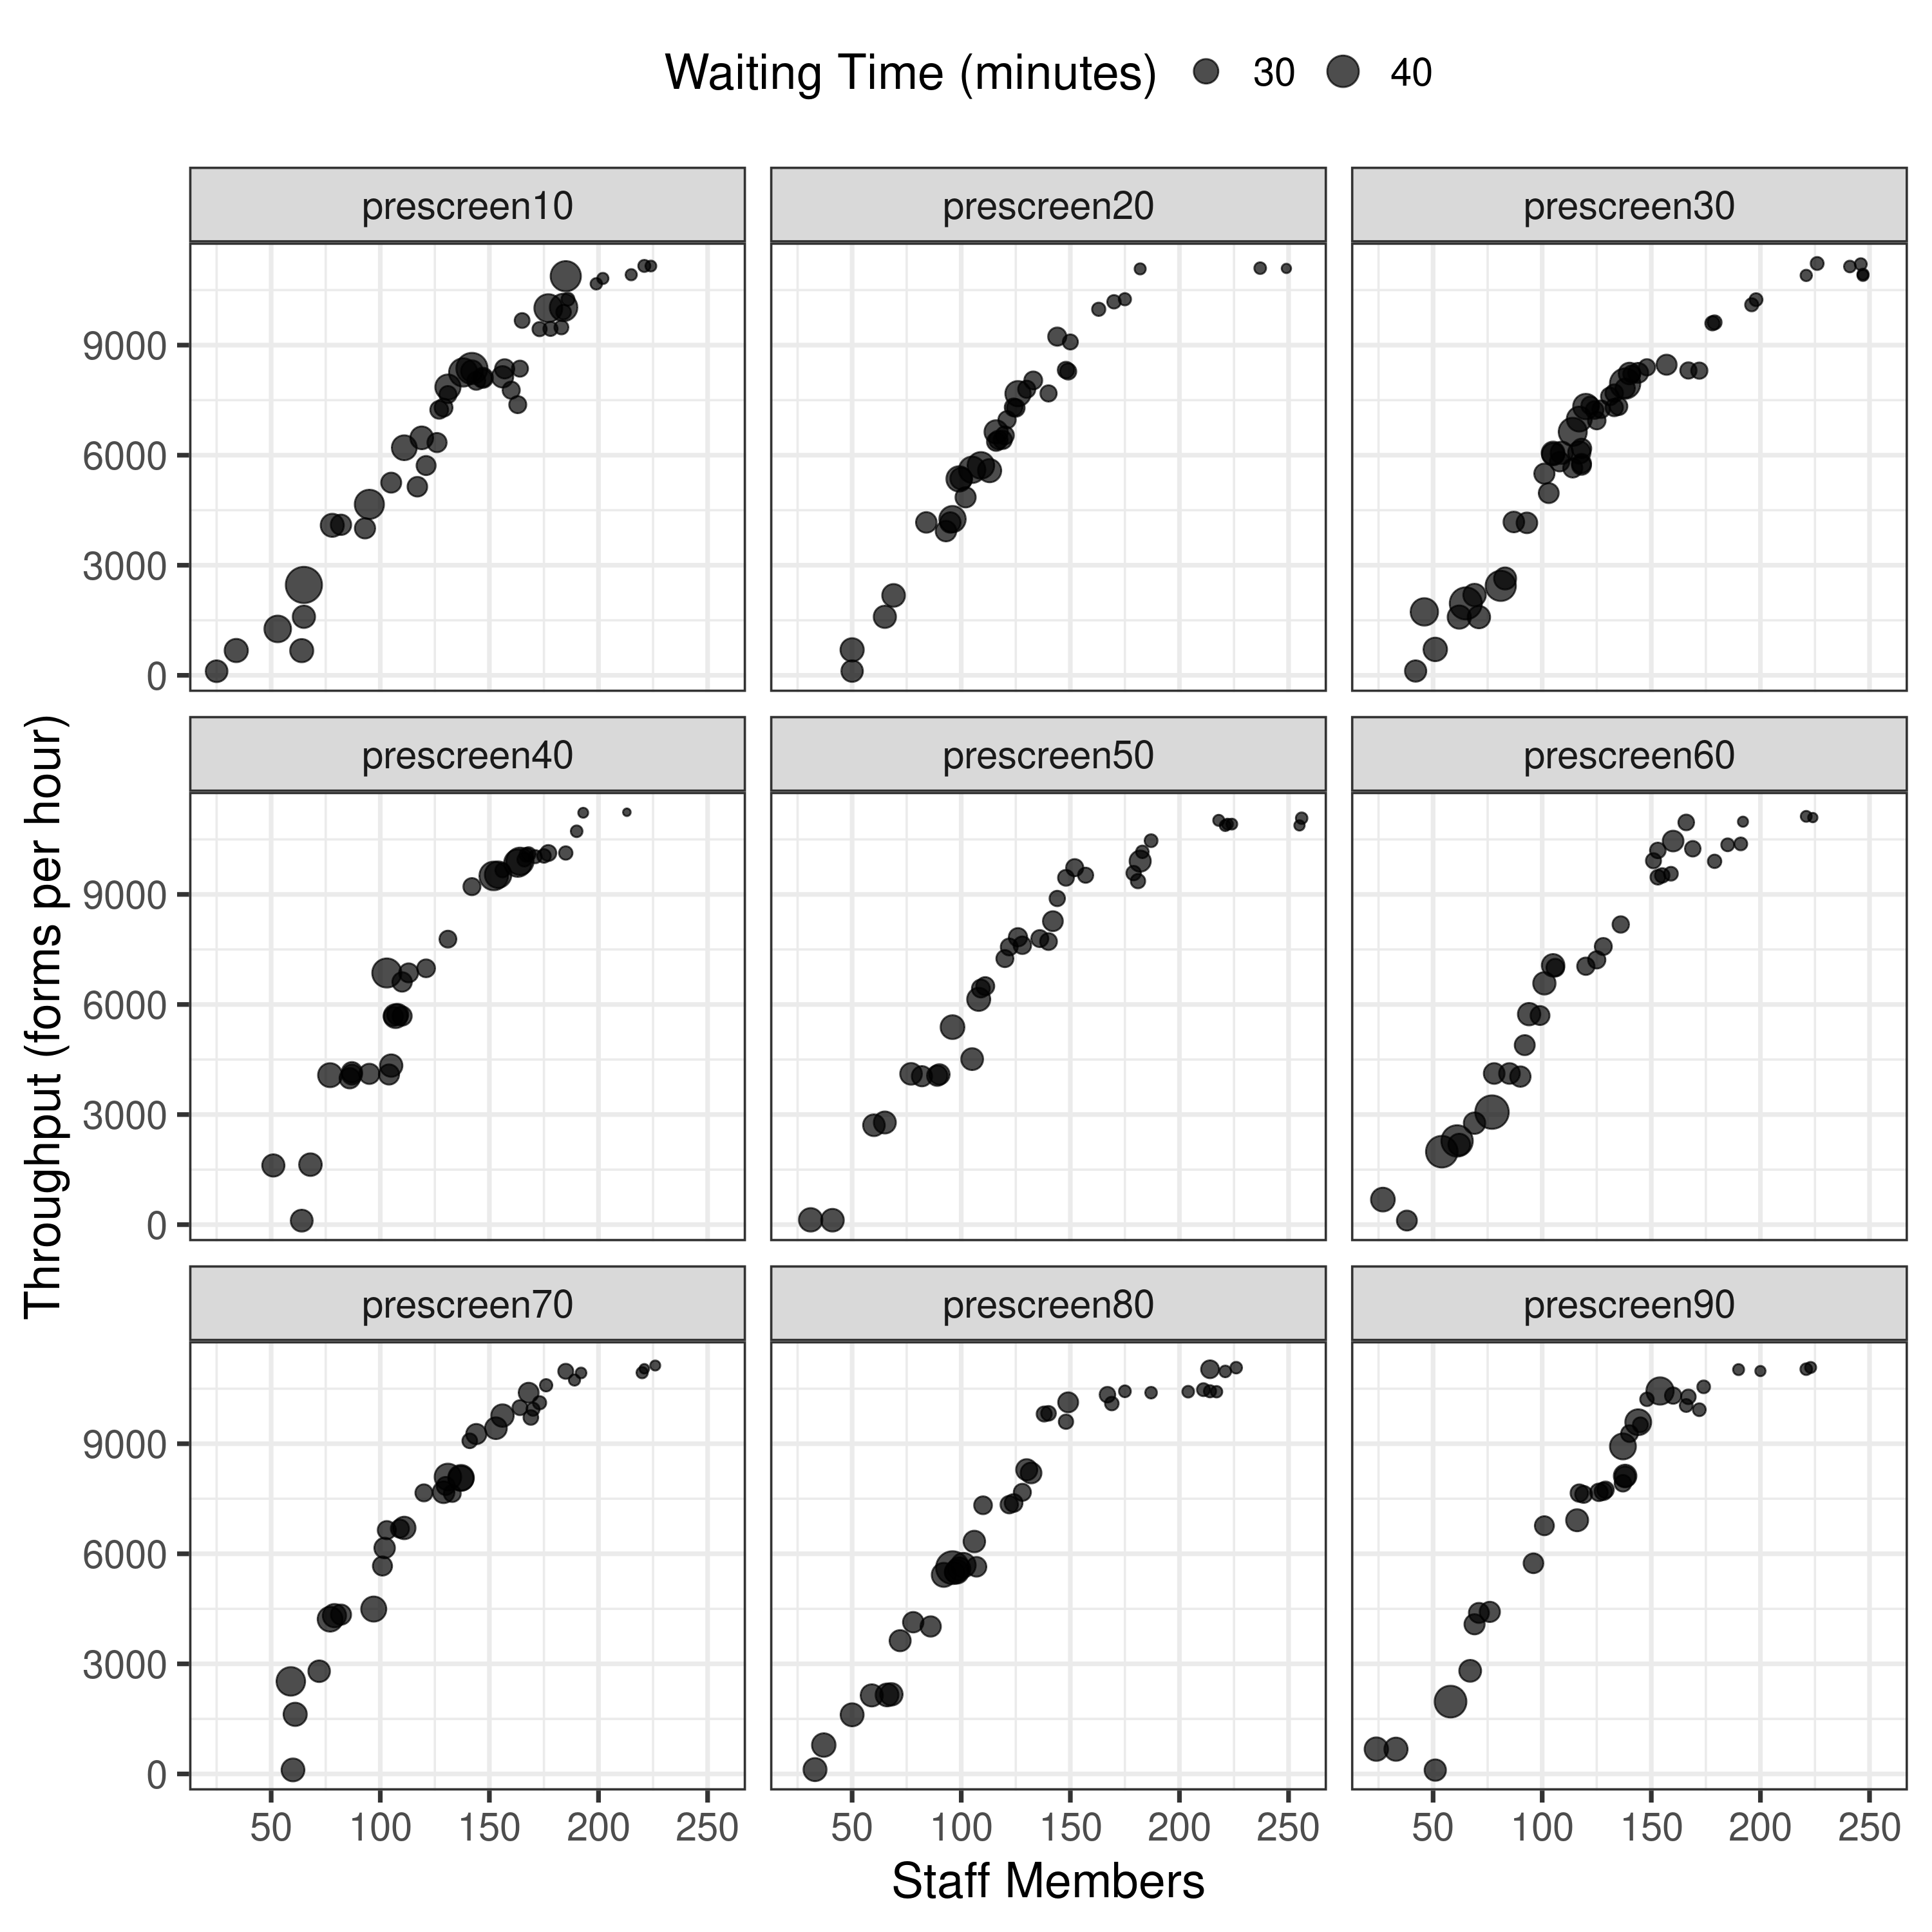 Waiting Time (minutes) 30 40
prescreen10 prescreen20 prescreen30
9000
6000
3000
0
prescreen40 prescreen50 prescreen60
9000
6000
3000
0
Throughput (forms per hour)
prescreen70 prescreen80 prescreen90
9000
6000
3000
0
50 100 150 200 250 50 100 150 200 250 50 100 150 200 250
Staff Members